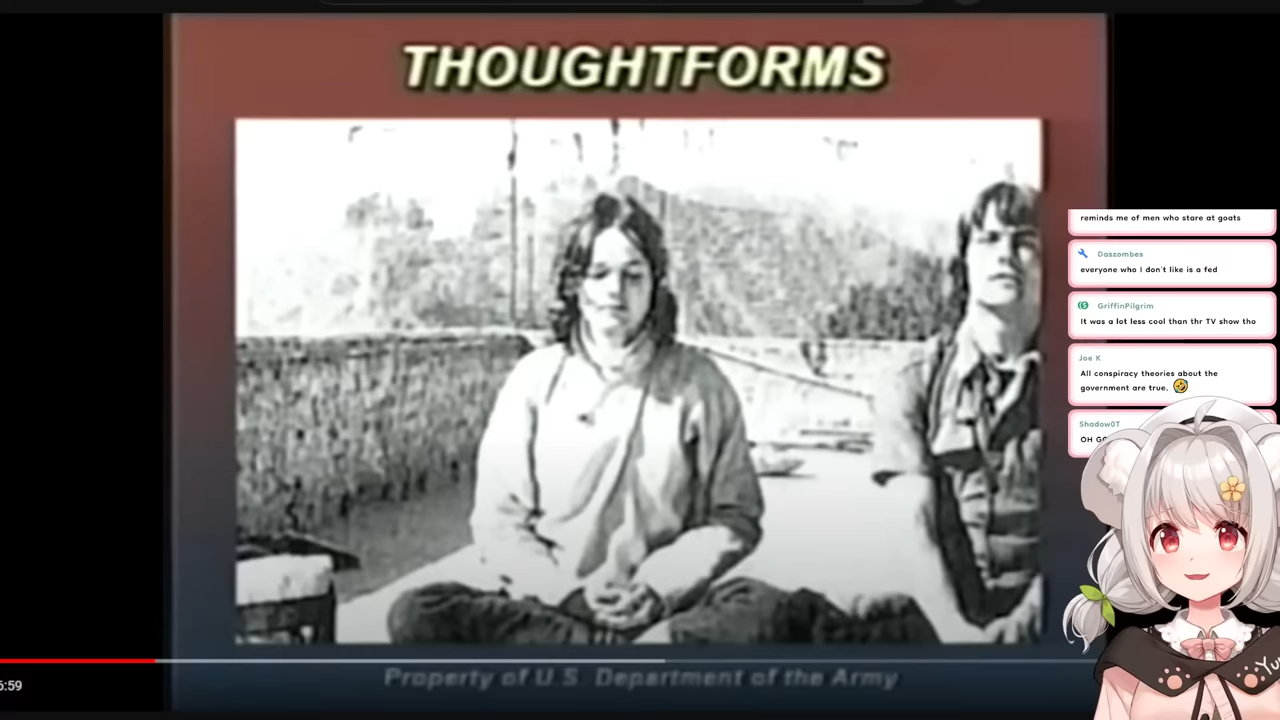 THOUGHTFORMS
reminds me of men who stare at goats
Daszombes
everyone who I don't like is a fed
GriffinPilgrim
It was a lot less cool than thr TV show tho
Joe K
All conspiracy theories about the
government are true. 🤣
Shadow0T
OH
6:59
Property of U.S. Department of the Army